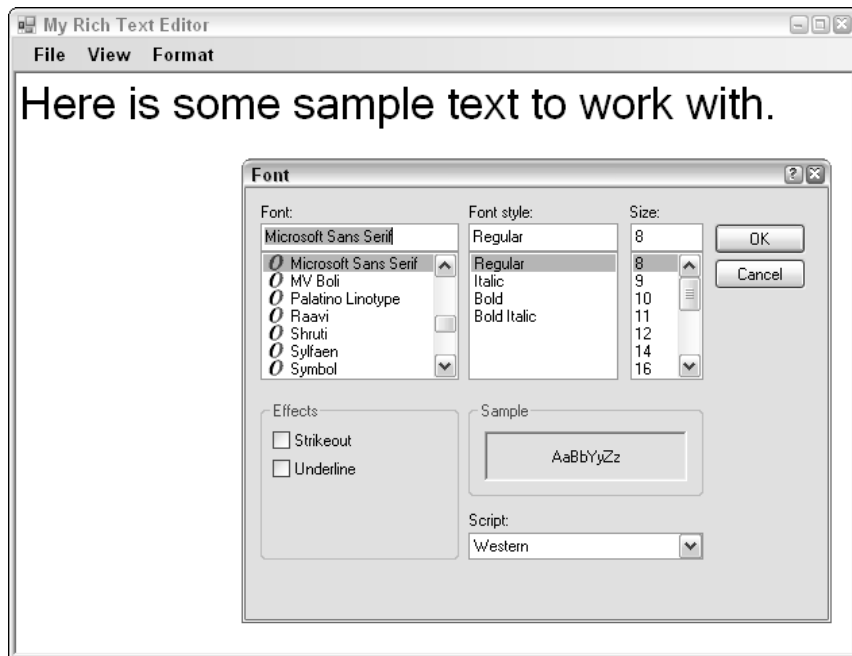 My Rich Text Editor
File View Format
Here is some sample text to work with.
Font
Font:
Microsoft Sans Serif
Microsoft Sans Serif
MV Boli
Palatino Linotype
Raavi
Shruti
Sylfaen
Symbol
Font style:
Regular
Regular
Italic
Bold
Bold Italic
Size:
8
8
9
10
11
12
14
16
OK
Cancel
Effects
Strikeout
Underline
Sample
AaBbYyZz
Script:
Western